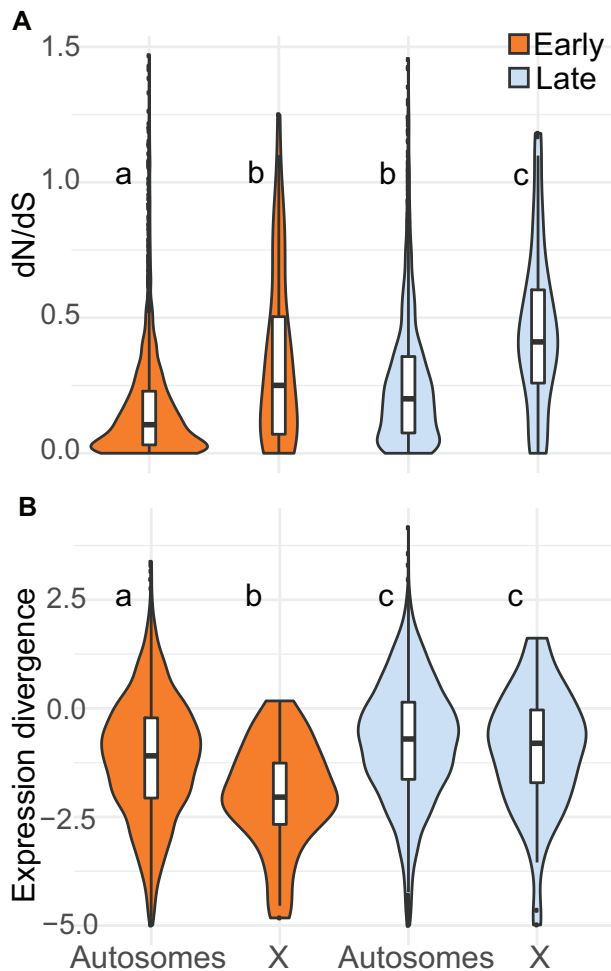 A
1.5
Early
Late
a
b
b
c
1.0
dN/dS
0.5
0.0
B
a
b
c
c
2.5
Expression divergence
0.0
−2.5
−5.0
Autosomes X Autosomes X